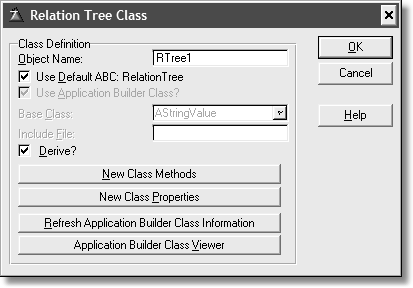 Relation Tree Class
Class Definition
Object Name: RTree1
Use Default ABC: RelationTree
Use Application Builder Class?
Base Class: AStringValue
Include File:
Derive?
New Class Methods
New Class Properties
Refresh Application Builder Class Information
Application Builder Class Viewer
OK
Cancel
Help